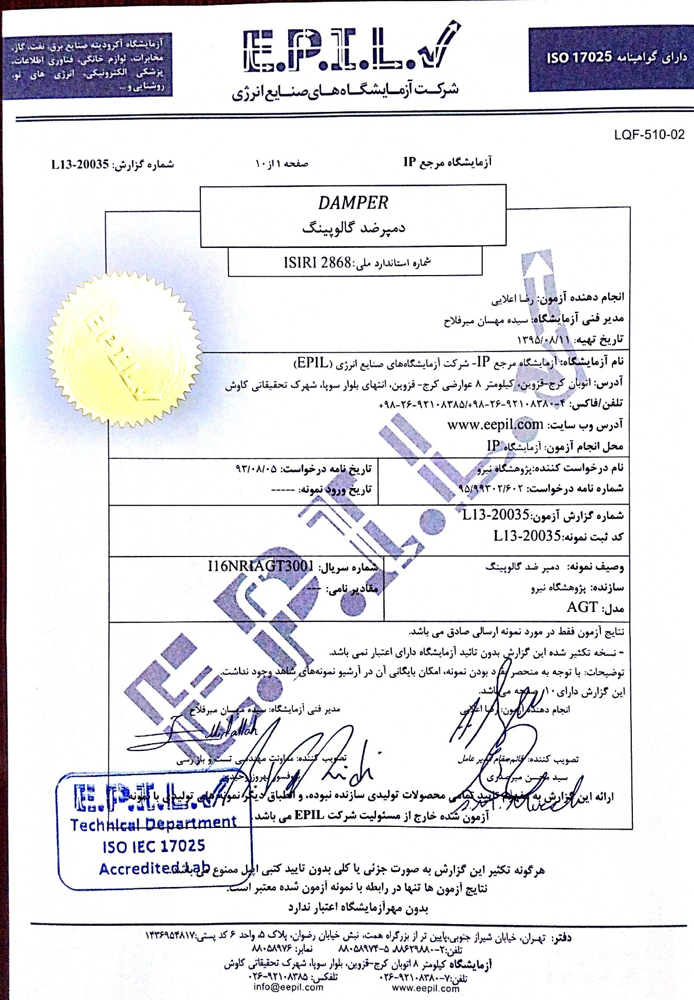 آزمایشگاه آکرودیته صنایع برق، نفت، گاز،
مخابرات، لوازم خانگی، فناوری اطلاعات،
پزشکی الکترونیکی، انرژی های نو،
روشنایی و...
E.P.I.L.
شرکت آزمایشگاه‌های صنایع انرژی
دارای گواهینامه ISO 17025
LQF-510-02
آزمایشگاه مرجع IP
صفحه ۱ از ۱۰
شماره گزارش: L13-20035
DAMPER
دمپرضد گالوپینگ
شماره استاندارد ملی:ISIRI 2868
EPIL
انجام دهنده آزمون: رضا اعلایی
مدیر فنی آزمایشگاه: سیده مهسان میرفلاح
تاریخ تهیه: ۱۳۹۵/۰۸/۱۱
نام آزمایشگاه: آزمایشگاه مرجع IP- شرکت آزمایشگاه‌های صنایع انرژی (EPIL)
آدرس: اتوبان کرج-قزوین، کیلومتر ۸ عوارضی کرج- قزوین، انتهای بلوار سوپا، شهرک تحقیقاتی کاوش
تلفن/فاکس: ۴-۹۲۱۰۸۳۸۰-۲۶-۹۸+/۹۲۱۰۸۳۸۵-۲۶-۹۸+
آدرس وب سایت: www.eepil.com
محل انجام آزمون: آزمایشگاه IP
نام درخواست کننده:پژوهشگاه نیرو
شماره نامه درخواست: ۹۵/۹۹۳۰۲/۶۰۲
تاریخ نامه درخواست: ۹۳/۰۸/۰۵
تاریخ ورود نمونه: -----
شماره گزارش آزمون:L13-20035
کد ثبت نمونه:L13-20035
وصیف نمونه: دمپر ضد گالوپینگ
سازنده: پژوهشگاه نیرو
مدل: AGT
شماره سریال: I16NRIAGT3001
مقادیر نامی: ---
نتایج آزمون فقط در مورد نمونه ارسالی صادق می باشد.
- نسخه تکثیر شده این گزارش بدون تائید آزمایشگاه دارای اعتبار نمی باشد.
توضیحات: با توجه به منحصر بفرد بودن نمونه، امکان بایگانی آن در آرشیو نمونه‌های شاهد وجود نداشت.
این گزارش دارای۱۰ صفحه می‌باشد.
انجام دهنده آزمون: رضا اعلایی
مدیر فنی آزمایشگاه: سیده مهسان میرفلاح
Mirfallah
تصویب کننده: قائم مقام مدیر عامل
سید محسن میرصدری
تصویب کننده: معاونت مهندسی تست و بازرسی
پروفسور بهروز وحیدی
ارائه این گزارش به مفهوم تایید تمامی محصولات تولیدی سازنده نبوده، و انطباق دیگر نمونه های تولیدی با نمونه
آزمون شده خارج از مسئولیت شرکت EPIL می باشد.
E.P.I.L.
Technical Department
ISO IEC 17025
Accredited Lab
هرگونه تکثیر این گزارش به صورت جزئی یا کلی بدون تایید کتبی اپیل ممنوع می باشد.
نتایج آزمون ها تنها در رابطه با نمونه آزمون شده معتبر است.
بدون مهرآزمایشگاه اعتبار ندارد
دفتر: تهران، خیابان شیراز جنوبی،پایین تر از بزرگراه همت، نبش خیابان رضوان، پلاک ۵، واحد ۶ کد پستی:۱۴۳۶۹۵۴۸۱۷
تلفن:۲-۸۸۶۲۹۸۸۰، ۵-۸۸۰۵۸۹۷۴ نمابر: ۸۸۰۵۸۹۷۶
آزمایشگاه کیلومتر ۸ اتوبان کرج-قزوین، بلوار سوپا، شهرک تحقیقاتی کاوش
تلفن:۷-۹۲۱۰۸۳۸۰-۰۲۶ تلفکس: ۹۲۱۰۸۳۸۵-۰۲۶
www.eepil.com info@eepil.com